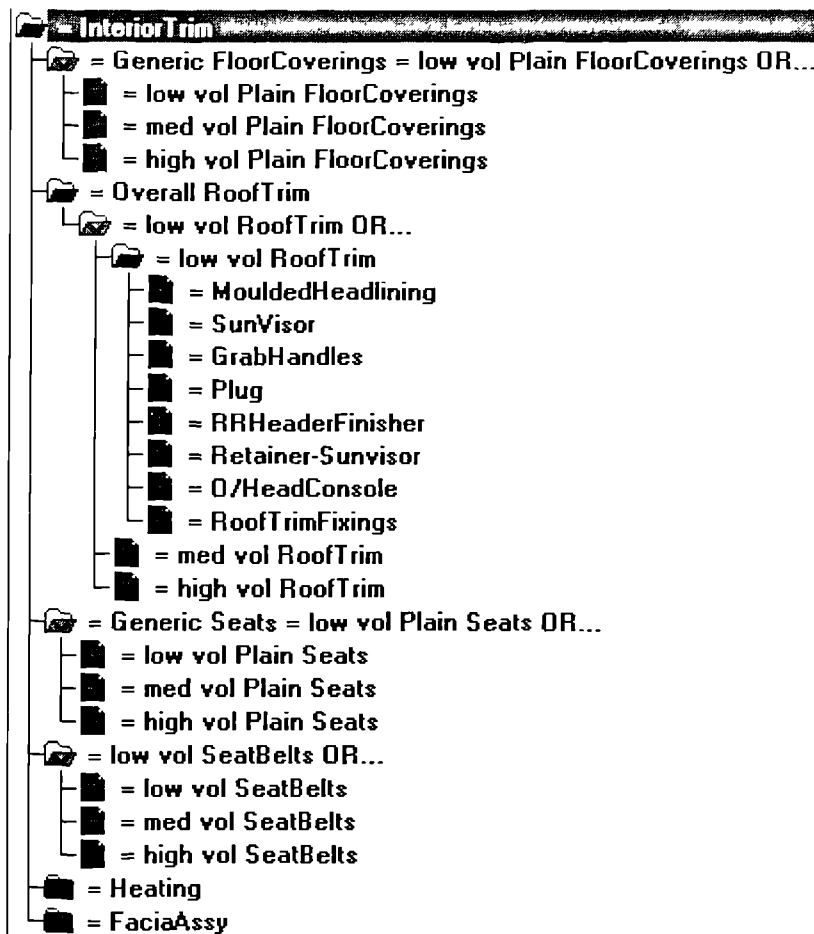 = InteriorTrim
= Generic FloorCoverings = low vol Plain FloorCoverings OR...
= low vol Plain FloorCoverings
= med vol Plain FloorCoverings
= high vol Plain FloorCoverings
= Overall RoofTrim
= low vol RoofTrim OR...
= low vol RoofTrim
= MouldedHeadlining
= SunVisor
= GrabHandles
= Plug
= RRHeaderFinisher
= Retainer-Sunvisor
= O/HeadConsole
= RoofTrimFixings
= med vol RoofTrim
= high vol RoofTrim
= Generic Seats = low vol Plain Seats OR...
= low vol Plain Seats
= med vol Plain Seats
= high vol Plain Seats
= low vol SeatBelts OR...
= low vol SeatBelts
= med vol SeatBelts
= high vol SeatBelts
= Heating
= FaciaAssy